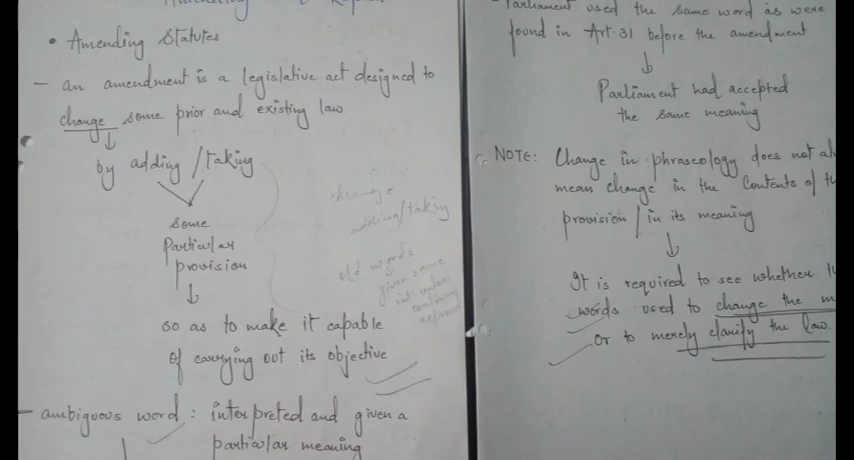 • Amending Statutes
- an amendment is a legislative act designed to
change some prior and existing law
↓
by adding / taking
some
particular
provision
↓
so as to make it capable
of carrying out its objective
- ambiguous word : interpreted and given a
particular meaning
change
adding/taking
old words
given same
Parliament used the same word as were
found in Art. 31 before the amendment
↓
Parliament had accepted
the same meaning
NOTE: Change in phraseology does not al
mean change in the Contents of th
provision / in its meaning
↓
It is required to see whether th
words used to change the m
or to merely clarify the law.